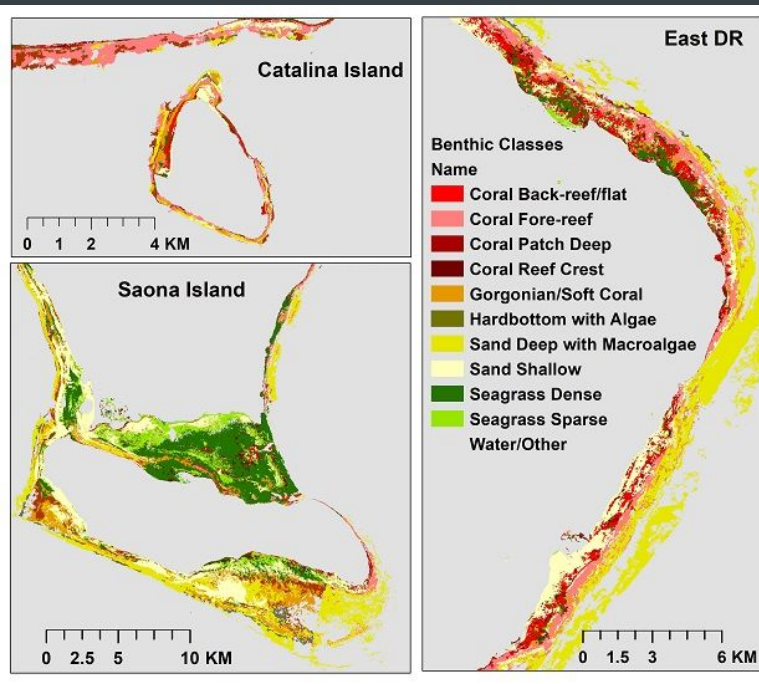 Catalina Island
0 1 2 4 KM
Saona Island
0 2.5 5 10 KM
East DR
Benthic Classes
Name
Coral Back-reef/flat
Coral Fore-reef
Coral Patch Deep
Coral Reef Crest
Gorgonian/Soft Coral
Hardbottom with Algae
Sand Deep with Macroalgae
Sand Shallow
Seagrass Dense
Seagrass Sparse
Water/Other
0 1.5 3 6 KM